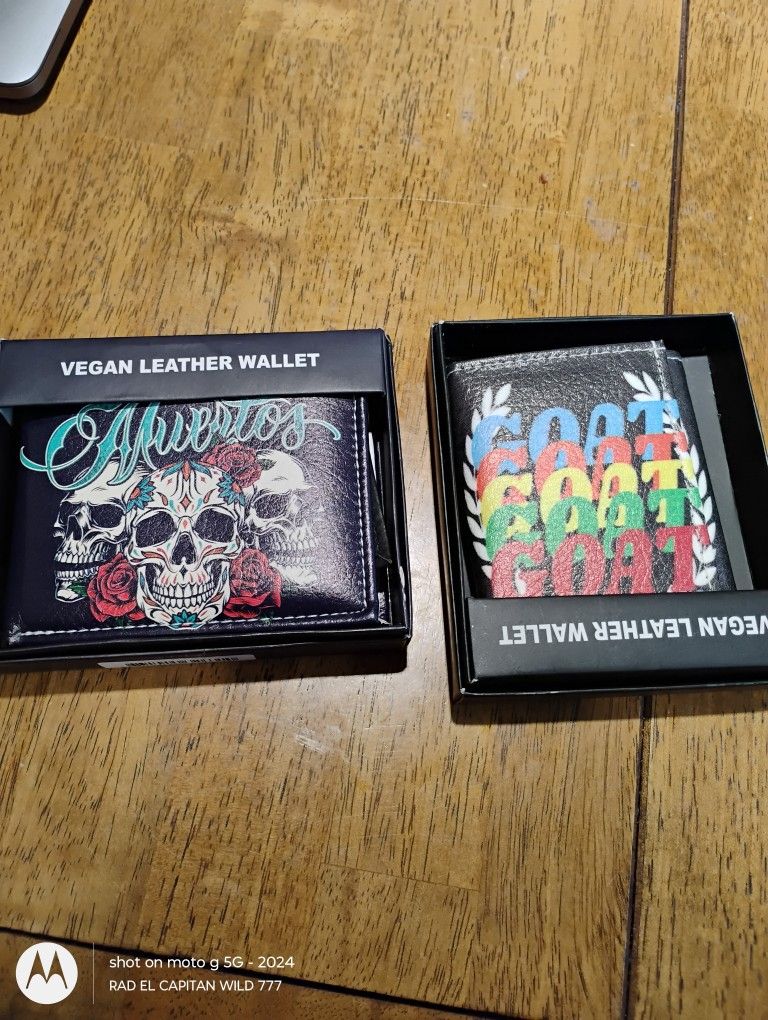 VEGAN LEATHER WALLET
Muertos
GOAT
GOAT
GOAT
GOAT
GOAT
VEGAN LEATHER WALLET
shot on moto g 5G - 2024
RAD EL CAPITAN WILD 777